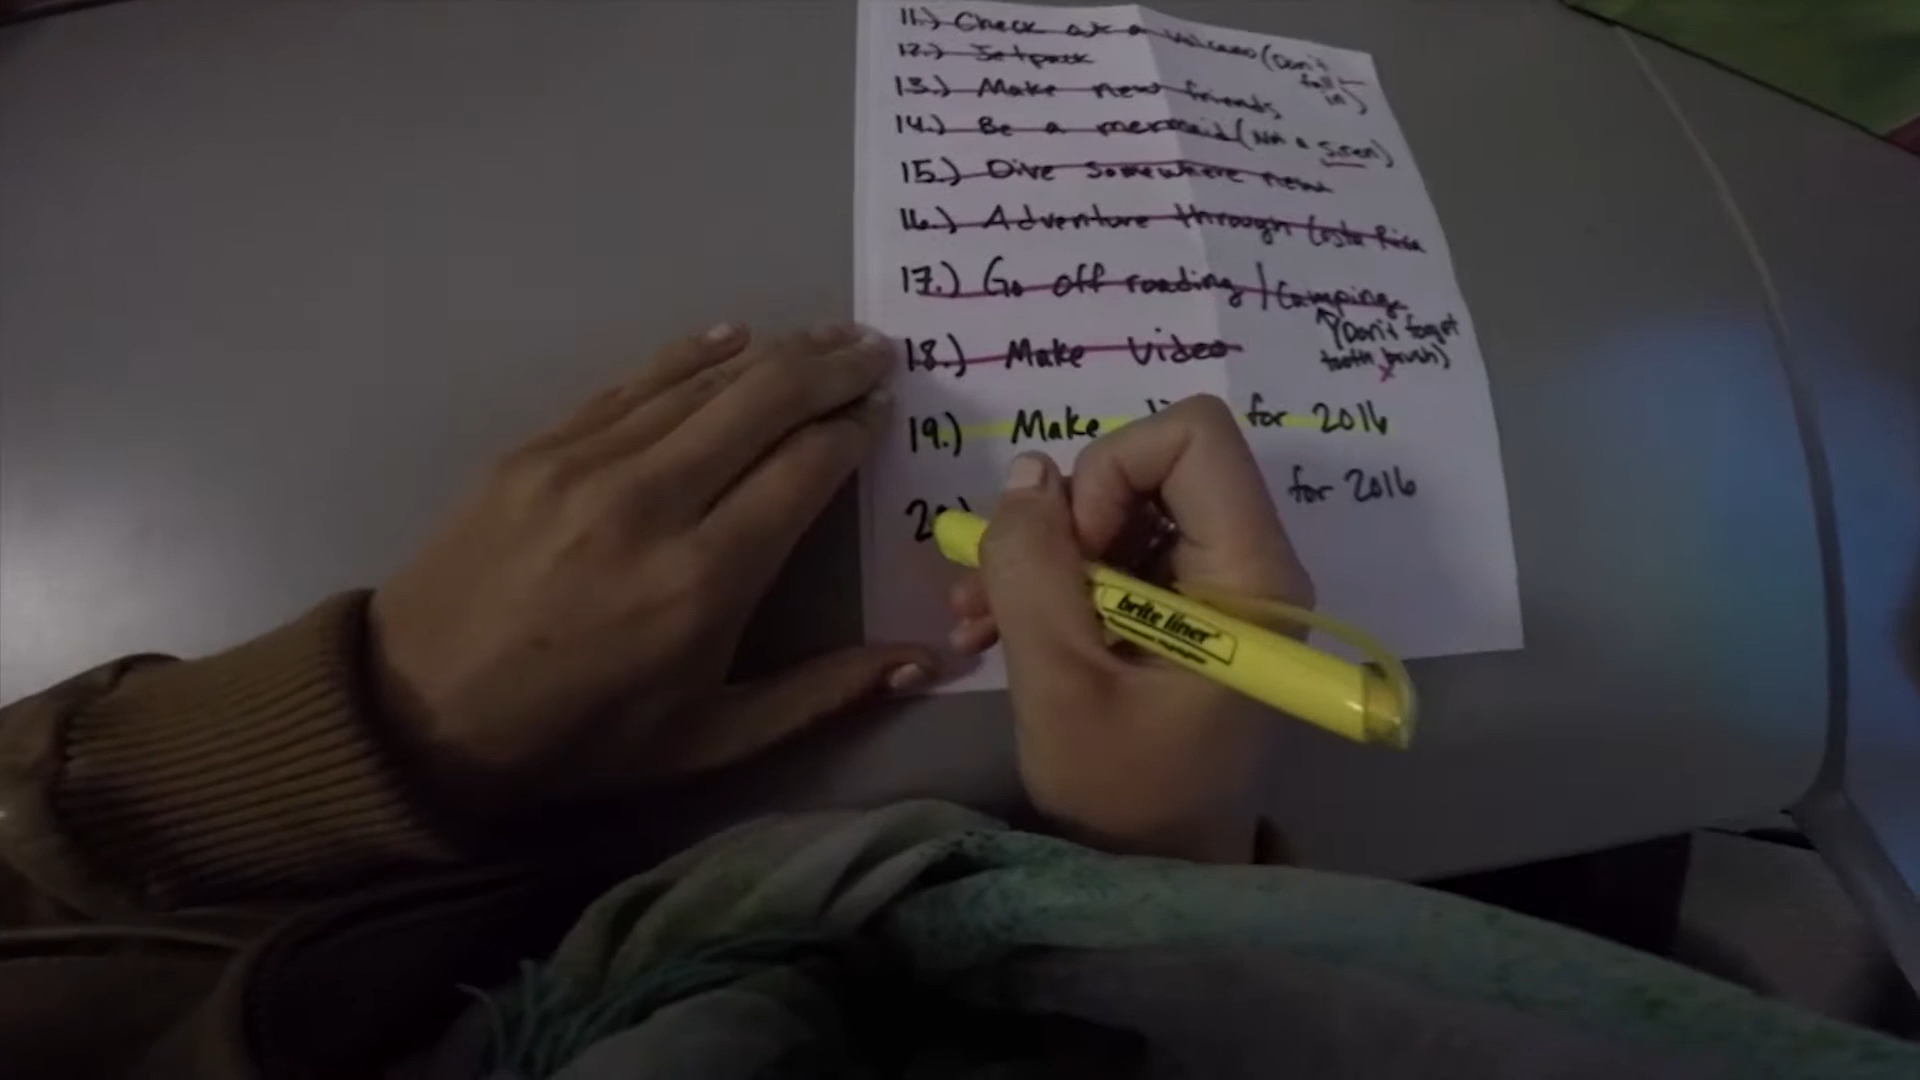 11.) Check out a volcano (Don't
fall
in)
12.) Jetpack
13.) Make new friends
14.) Be a mermaid (Not a siren)
15.) Dive somewhere new
16.) Adventure through Costa Rica
17.) Go off roading / Camping
(Don't forget
tooth brush)
18.) Make video
19.) Make for 2016
for 2016
brite liner